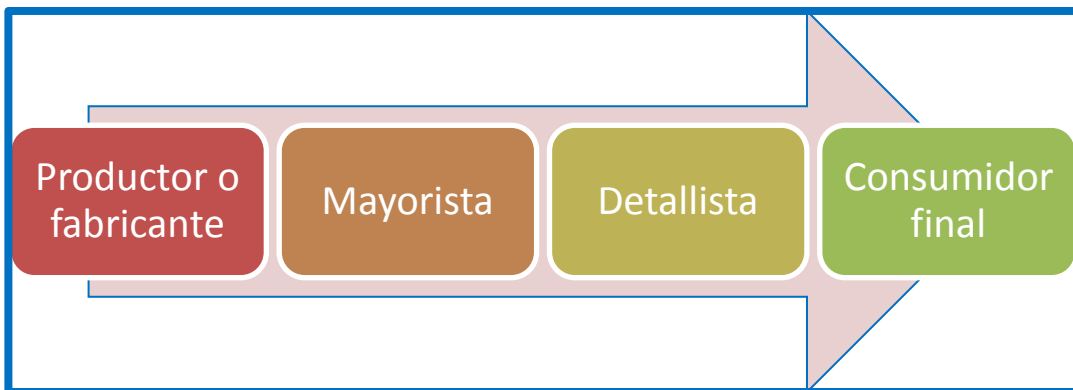 Productor o
fabricante
Mayorista
Detallista
Consumidor
final